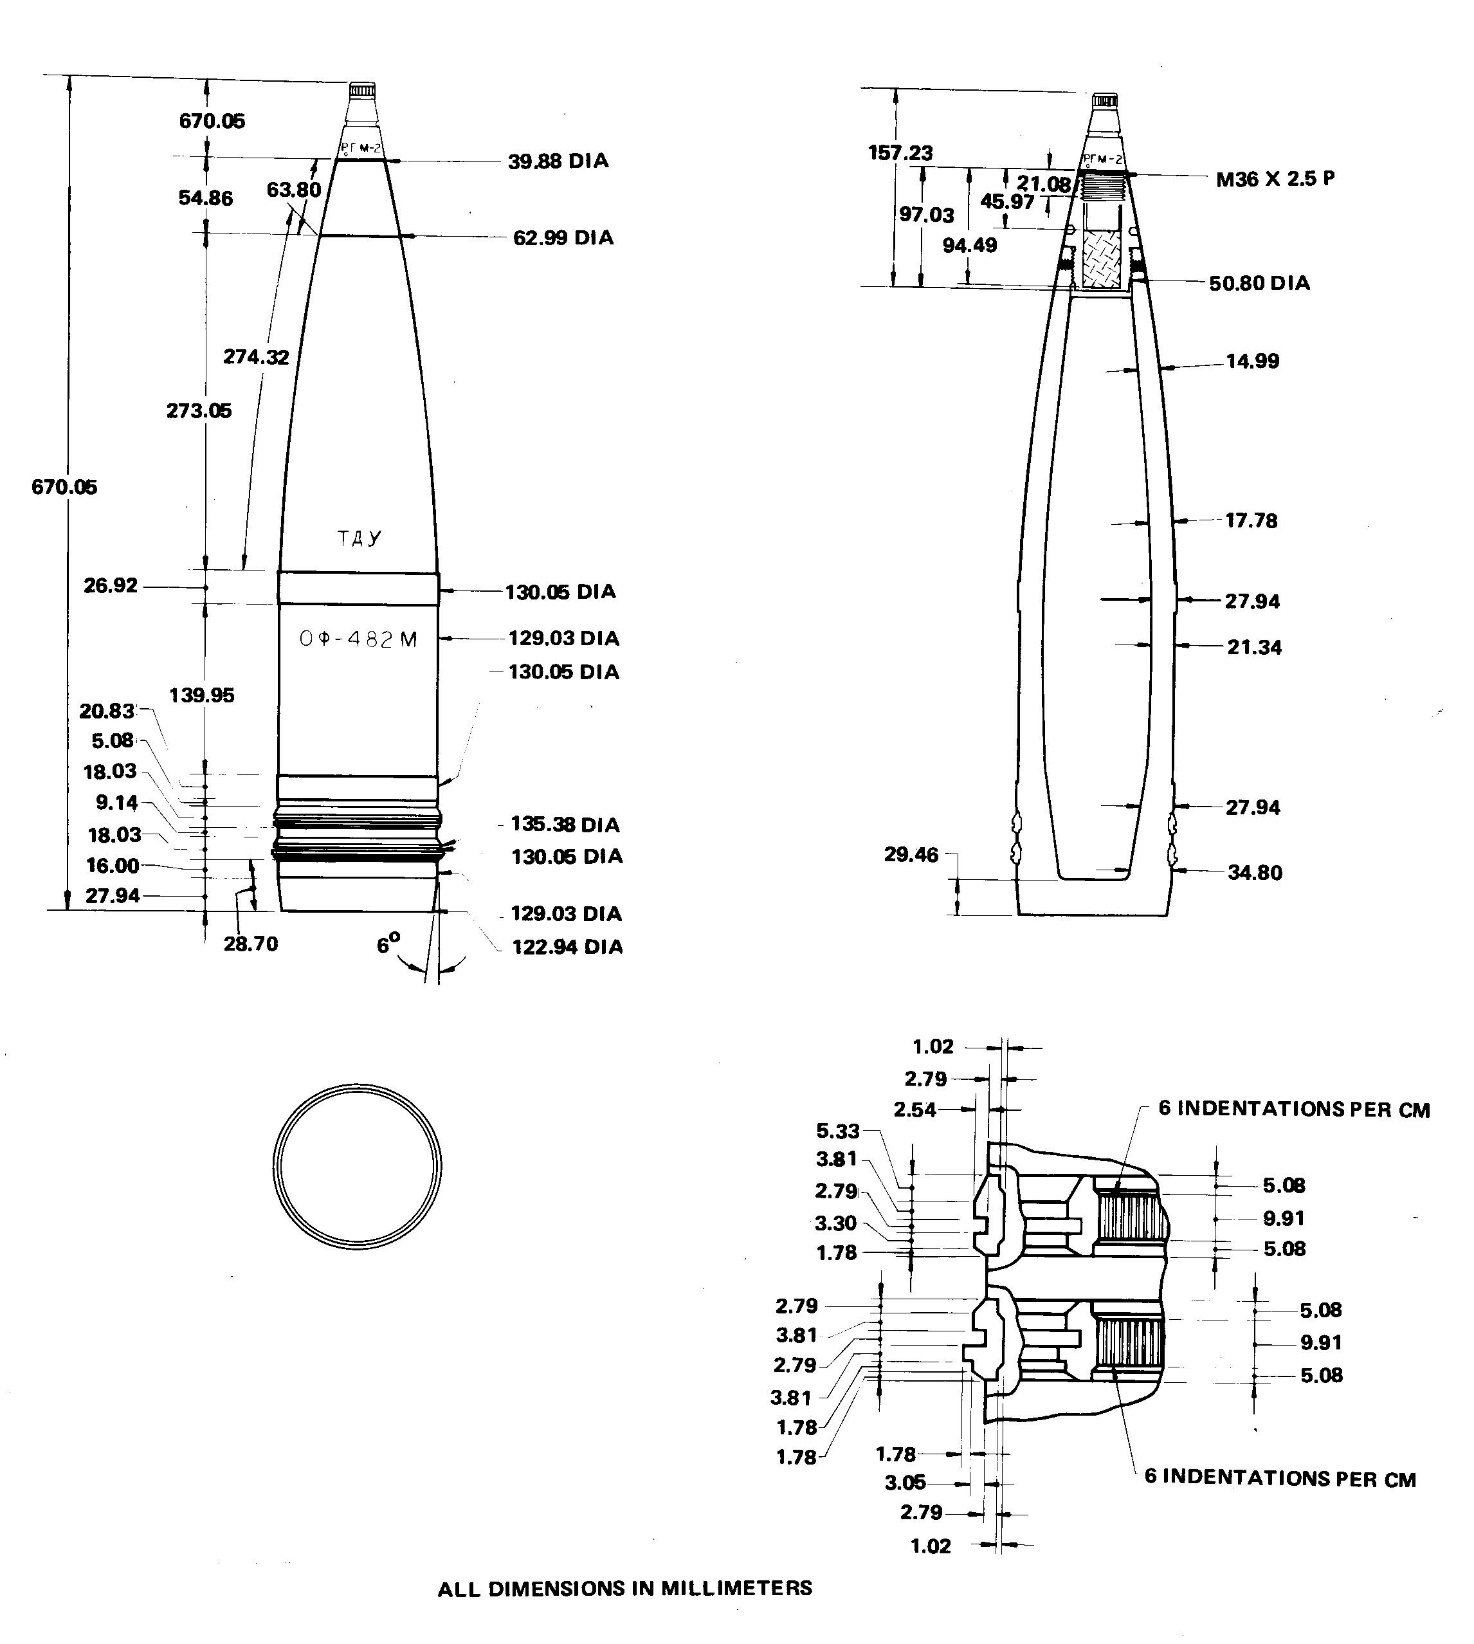 670.05
39.88 DIA
РГМ-2
63.80
54.86
62.99 DIA
274.32
273.05
670.05
ТДУ
26.92
130.05 DIA
ОФ-482М
129.03 DIA
130.05 DIA
139.95
20.83
5.08
18.03
9.14
18.03
16.00
27.94
135.38 DIA
130.05 DIA
28.70
6°
129.03 DIA
122.94 DIA
157.23
РГМ-2
M36 X 2.5 P
21.08
45.97
97.03
94.49
50.80 DIA
14.99
17.78
27.94
21.34
27.94
29.46
34.80
1.02
2.79
2.54
6 INDENTATIONS PER CM
5.33
3.81
2.79
3.30
1.78
5.08
9.91
5.08
2.79
3.81
2.79
3.81
1.78
1.78
5.08
9.91
5.08
1.78
3.05
2.79
1.02
6 INDENTATIONS PER CM
ALL DIMENSIONS IN MILLIMETERS